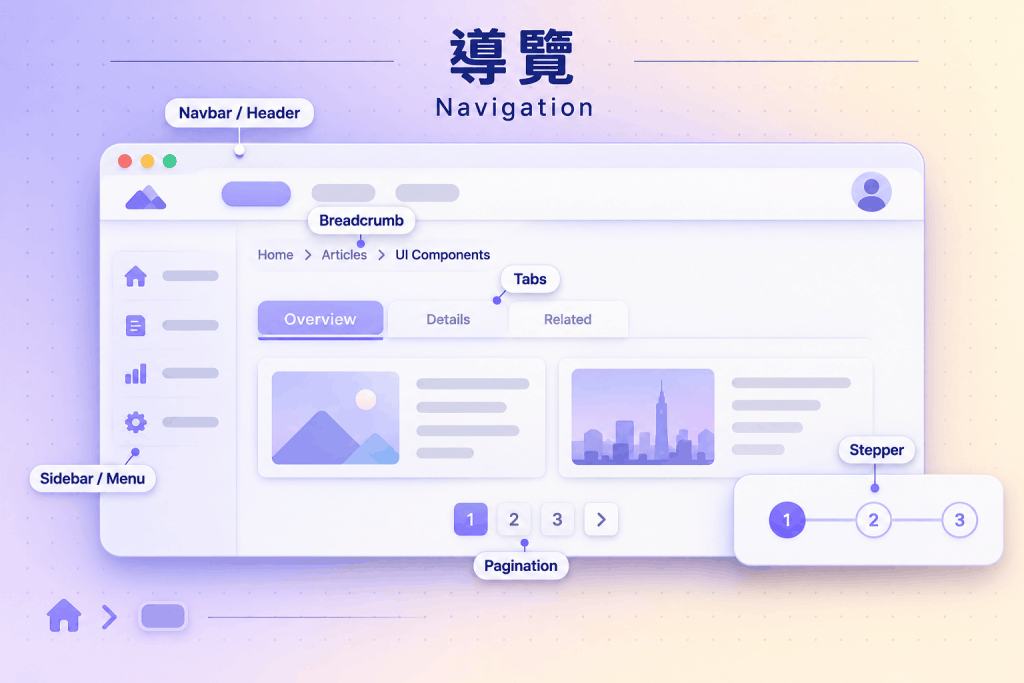 導覽
Navigation
Navbar / Header
Breadcrumb
Home > Articles > UI Components
Tabs
Overview
Details
Related
Sidebar / Menu
Stepper
1
2
3
1
2
3
Pagination